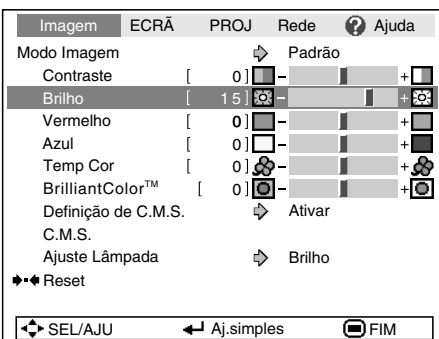 Imagem ECRÃ PROJ Rede ? Ajuda
Modo Imagem Padrão
Contraste [ 0] - +
Brilho [ 15] - +
Vermelho [ 0] - +
Azul [ 0] - +
Temp Cor [ 0] - +
BrilliantColor™ [ 0] - +
Definição de C.M.S. Ativar
C.M.S.
Ajuste Lâmpada Brilho
Reset
SEL/AJU Aj.simples FIM